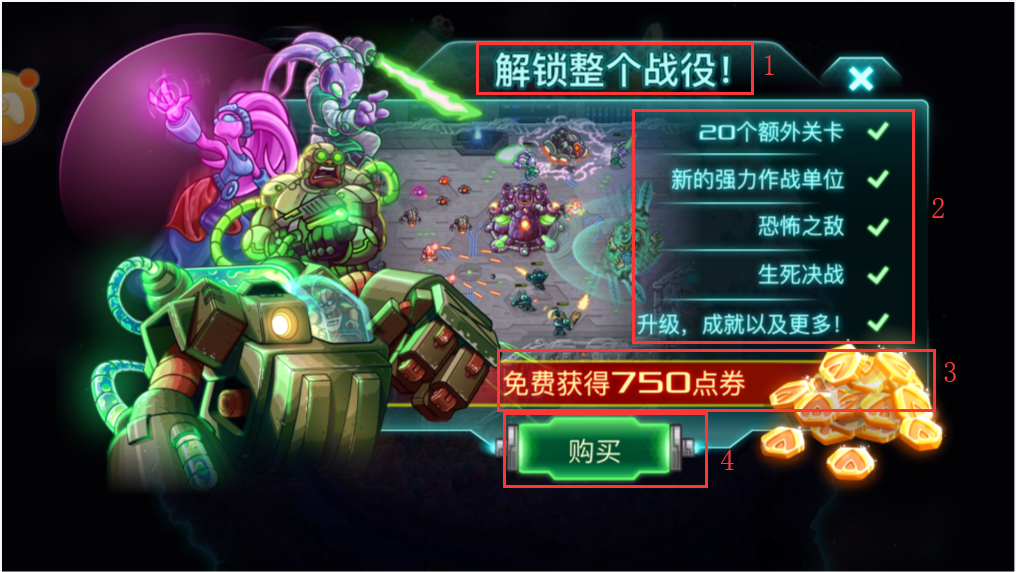 解锁整个战役!
1
20个额外关卡
新的强力作战单位
恐怖之敌
2
生死决战
升级，成就以及更多!
免费获得750点券
3
购买
4